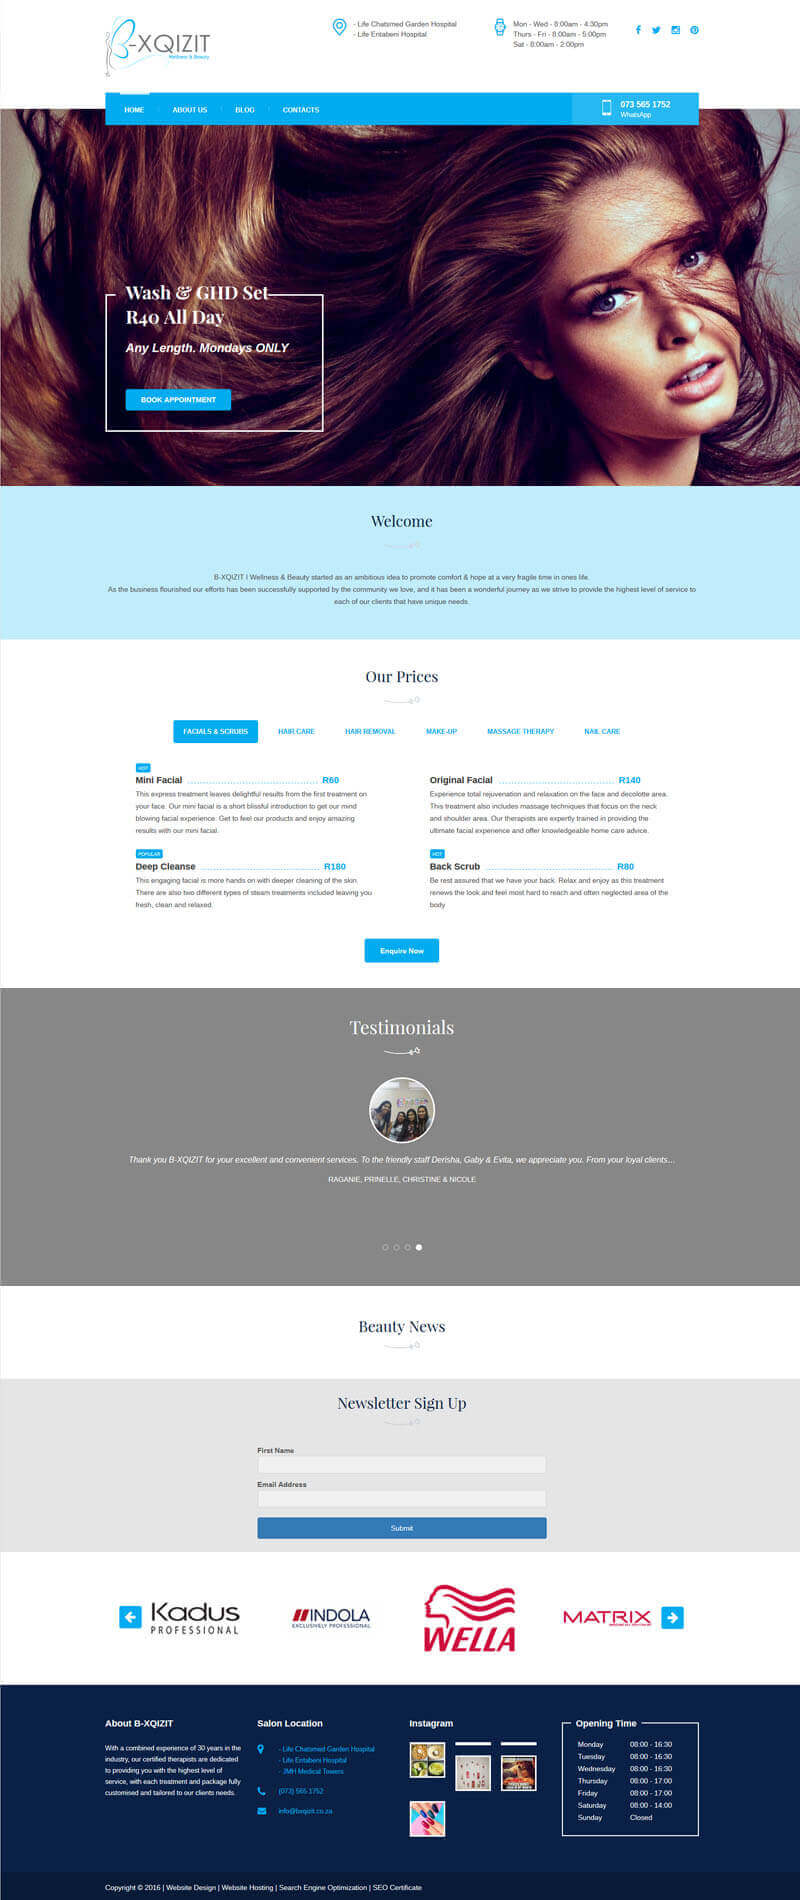 B-XQIZIT
Wellness & Beauty
- Life Chatsmed Garden Hospital
- Life Entabeni Hospital
Mon - Wed - 8:00am - 4:30pm
Thurs - Fri - 8:00am - 5:00pm
Sat - 8:00am - 2:00pm
HOME
ABOUT US
BLOG
CONTACTS
073 565 1752
WhatsApp
Wash & GHD Set
R40 All Day
Any Length. Mondays ONLY
BOOK APPOINTMENT
Welcome
B-XQIZIT I Wellness & Beauty started as an ambitious idea to promote comfort & hope at a very fragile time in ones life.
As the business flourished our efforts has been successfully supported by the community we love, and it has been a wonderful journey as we strive to provide the highest level of service to
each of our clients that have unique needs.
Our Prices
FACIALS & SCRUBS
HAIR CARE
HAIR REMOVAL
MAKE-UP
MASSAGE THERAPY
NAIL CARE
HOT
Mini Facial R60
This express treatment leaves delightful results from the first treatment on
your face. Our mini facial is a short blissful introduction to get our mind
blowing facial experience. Get to feel our products and enjoy amazing
results with our mini facial.
Original Facial R140
Experience total rejuvenation and relaxation on the face and decolotte area.
This treatment also includes massage techniques that focus on the neck
and shoulder area. Our therapists are expertly trained in providing the
ultimate facial experience and offer knowledgeable home care advice.
POPULAR
Deep Cleanse R180
This engaging facial is more hands on with deeper cleaning of the skin.
There are also two different types of steam treatments included leaving you
fresh, clean and relaxed.
HOT
Back Scrub R80
Be rest assured that we have your back. Relax and enjoy as this treatment
renews the look and feel most hard to reach and often neglected area of the
body
Enquire Now
Testimonials
Thank you B-XQIZIT for your excellent and convenient services. To the friendly staff Derisha, Gaby & Evita, we appreciate you. From your loyal clients…
RAGANIE, PRINELLE, CHRISTINE & NICOLE
Beauty News
Newsletter Sign Up
First Name
Email Address
Submit
Kadus
PROFESSIONAL
INDOLA
EXCLUSIVELY PROFESSIONAL
WELLA
MATRIX
About B-XQIZIT
With a combined experience of 30 years in the
industry, our certified therapists are dedicated
to providing you with the highest level of
service, with each treatment and package fully
customised and tailored to our clients needs.
Salon Location
- Life Chatsmed Garden Hospital
- Life Entabeni Hospital
- JMH Medical Towers
(073) 565 1752
info@bxqizit.co.za
Instagram
Opening Time
Monday 08:00 - 16:30
Tuesday 08:00 - 16:30
Wednesday 08:00 - 16:30
Thursday 08:00 - 17:00
Friday 08:00 - 17:00
Saturday 08:00 - 14:00
Sunday Closed
Copyright © 2016 | Website Design | Website Hosting | Search Engine Optimization | SEO Certificate